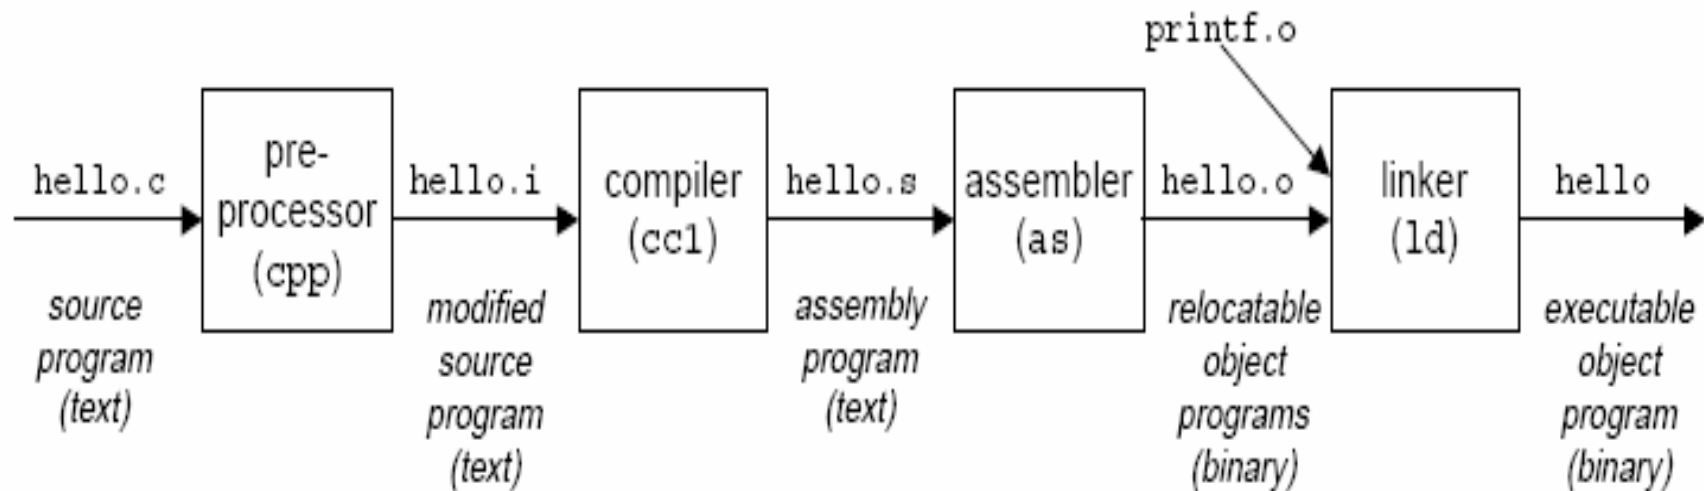 printf.o
hello.c
pre-
processor
(cpp)
hello.i
compiler
(cc1)
hello.s
assembler
(as)
hello.o
linker
(ld)
hello
source
program
(text)
modified
source
program
(text)
assembly
program
(text)
relocatable
object
programs
(binary)
executable
object
program
(binary)